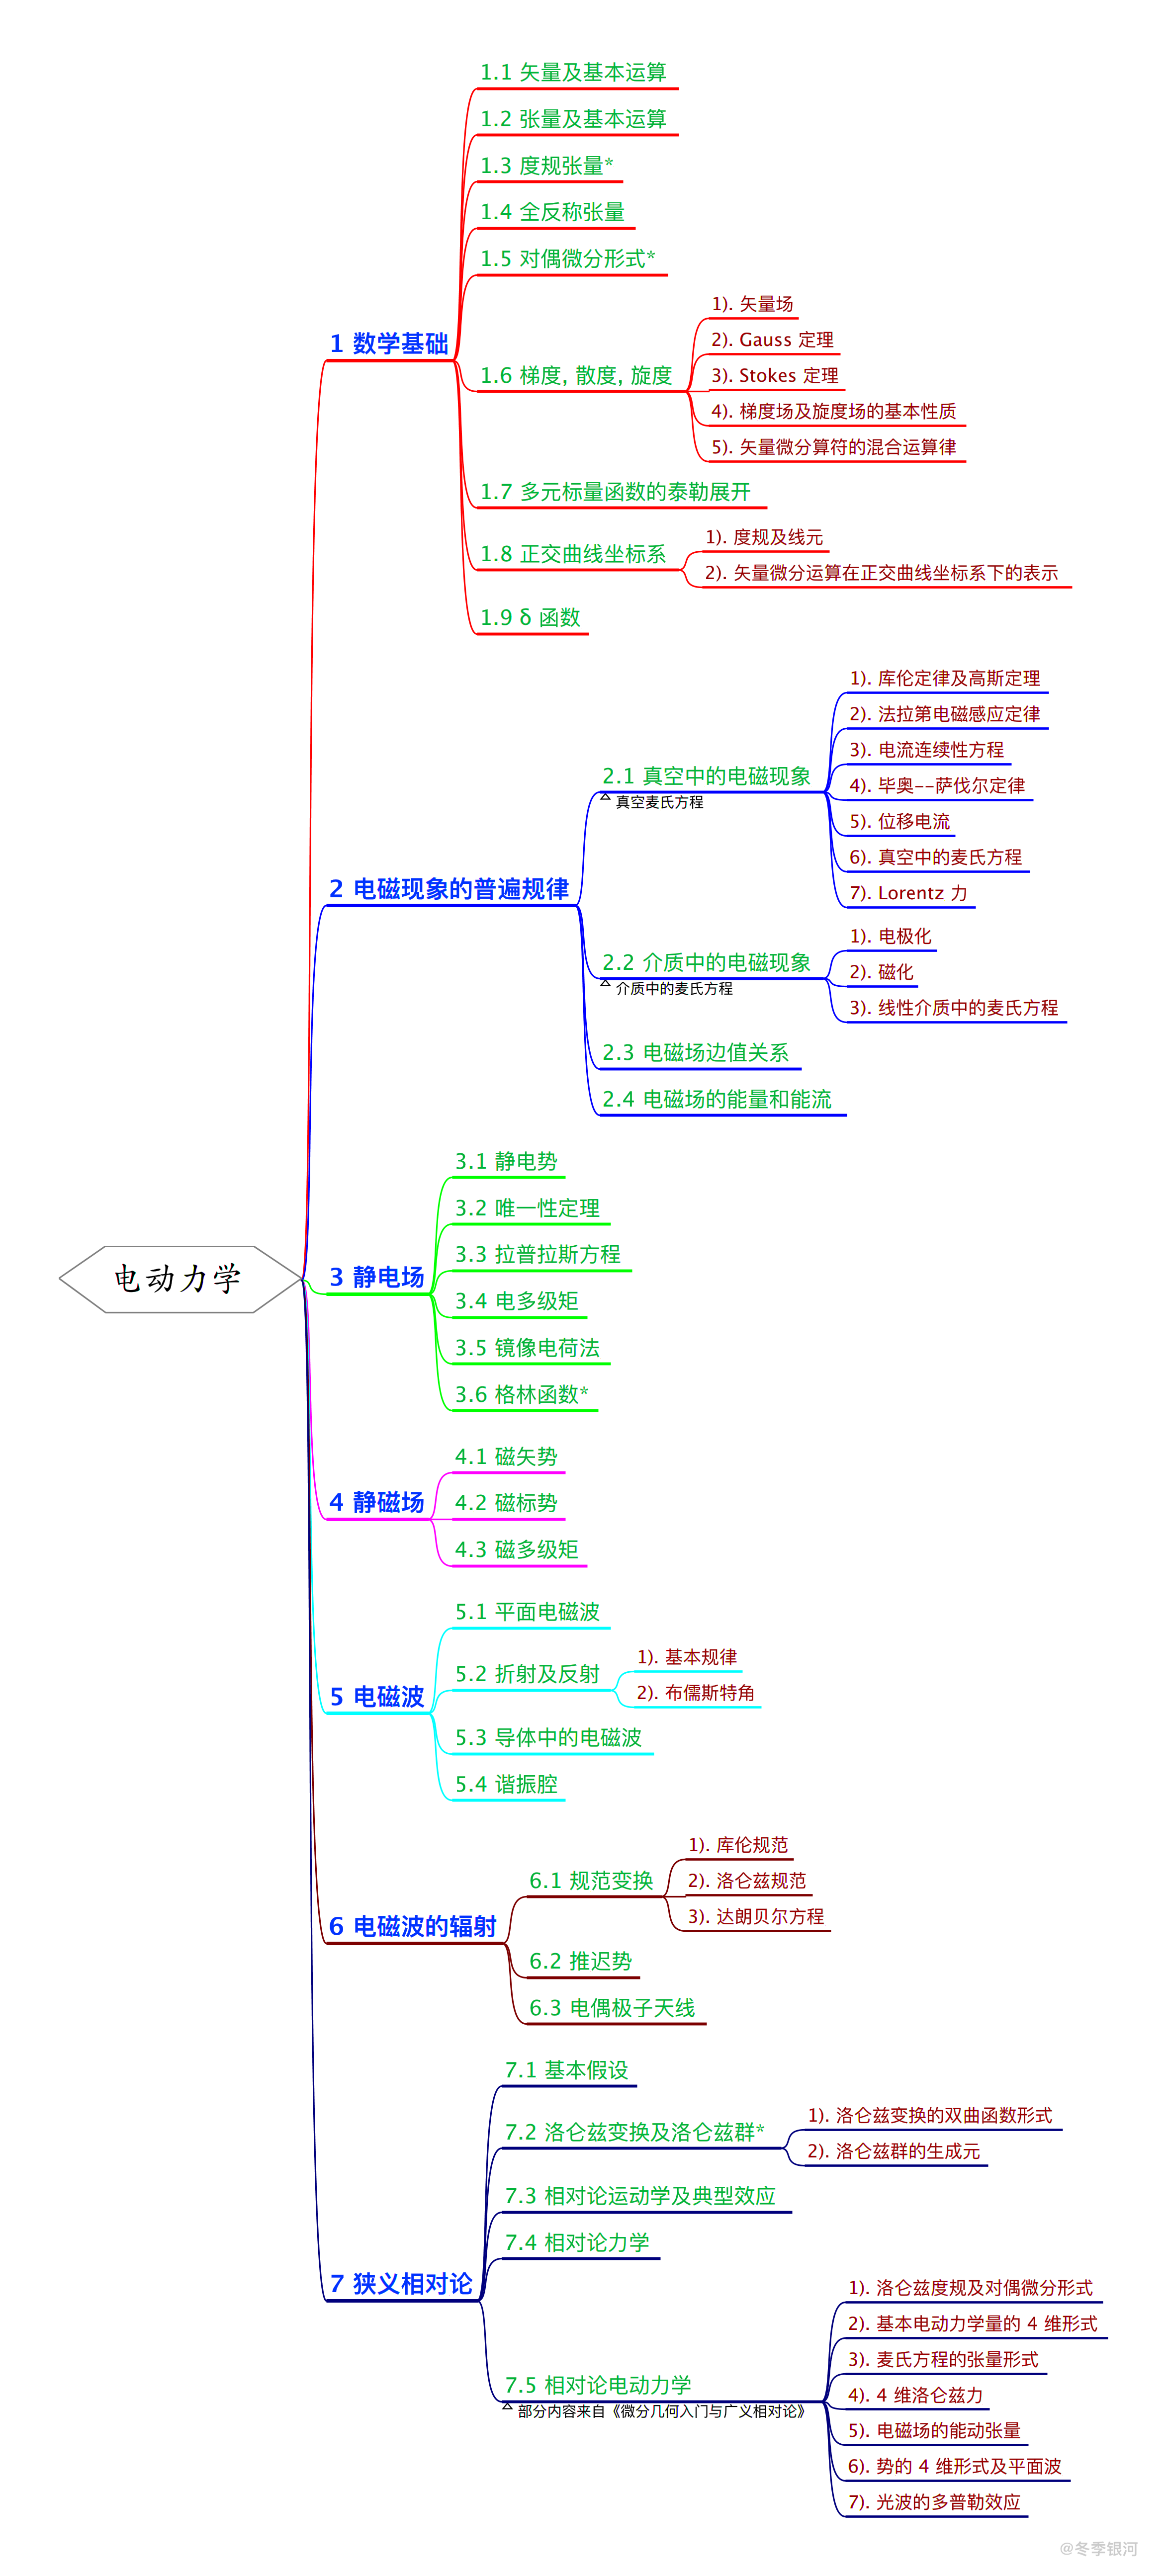 电动力学
1 数学基础
1.1 矢量及基本运算
1.2 张量及基本运算
1.3 度规张量*
1.4 全反称张量
1.5 对偶微分形式*
1.6 梯度, 散度, 旋度
1). 矢量场
2). Gauss 定理
3). Stokes 定理
4). 梯度场及旋度场的基本性质
5). 矢量微分算符的混合运算律
1.7 多元标量函数的泰勒展开
1.8 正交曲线坐标系
1). 度规及线元
2). 矢量微分运算在正交曲线坐标系下的表示
1.9 δ 函数
2 电磁现象的普遍规律
2.1 真空中的电磁现象
真空麦氏方程
1). 库伦定律及高斯定理
2). 法拉第电磁感应定律
3). 电流连续性方程
4). 毕奥--萨伐尔定律
5). 位移电流
6). 真空中的麦氏方程
7). Lorentz 力
2.2 介质中的电磁现象
介质中的麦氏方程
1). 电极化
2). 磁化
3). 线性介质中的麦氏方程
2.3 电磁场边值关系
2.4 电磁场的能量和能流
3 静电场
3.1 静电势
3.2 唯一性定理
3.3 拉普拉斯方程
3.4 电多级矩
3.5 镜像电荷法
3.6 格林函数*
4 静磁场
4.1 磁矢势
4.2 磁标势
4.3 磁多级矩
5 电磁波
5.1 平面电磁波
5.2 折射及反射
1). 基本规律
2). 布儒斯特角
5.3 导体中的电磁波
5.4 谐振腔
6 电磁波的辐射
6.1 规范变换
1). 库伦规范
2). 洛仑兹规范
3). 达朗贝尔方程
6.2 推迟势
6.3 电偶极子天线
7 狭义相对论
7.1 基本假设
7.2 洛仑兹变换及洛仑兹群*
1). 洛仑兹变换的双曲函数形式
2). 洛仑兹群的生成元
7.3 相对论运动学及典型效应
7.4 相对论力学
7.5 相对论电动力学
部分内容来自《微分几何入门与广义相对论》
1). 洛仑兹度规及对偶微分形式
2). 基本电动力学量的 4 维形式
3). 麦氏方程的张量形式
4). 4 维洛仑兹力
5). 电磁场的能动张量
6). 势的 4 维形式及平面波
7). 光波的多普勒效应
@冬季银河